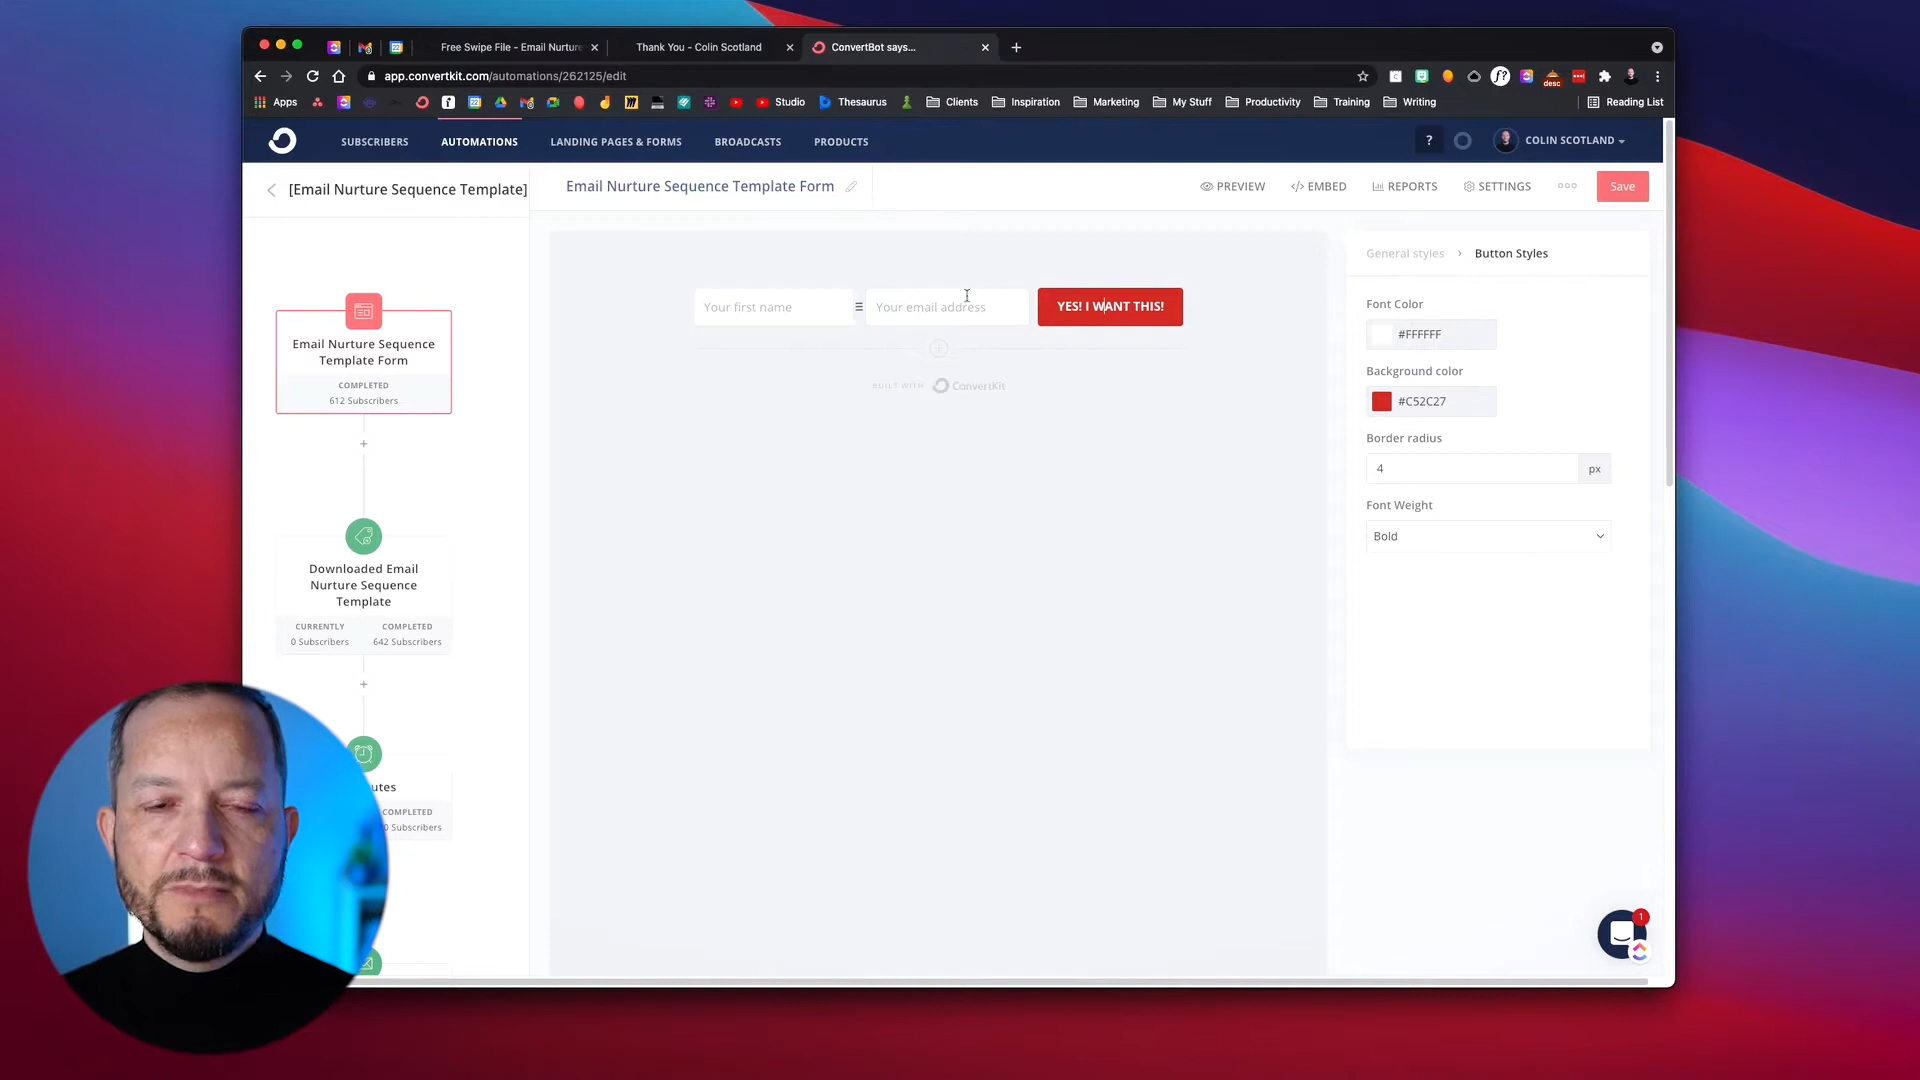 Free Swipe File - Email Nurture
Thank You - Colin Scotland
ConvertBot says...
app.convertkit.com/automations/262125/edit
Apps
Studio
Thesaurus
Clients
Inspiration
Marketing
My Stuff
Productivity
Training
Writing
Reading List
SUBSCRIBERS
AUTOMATIONS
LANDING PAGES & FORMS
BROADCASTS
PRODUCTS
?
COLIN SCOTLAND
[Email Nurture Sequence Template]
Email Nurture Sequence Template Form
PREVIEW
</> EMBED
REPORTS
SETTINGS
Save
Email Nurture Sequence
Template Form
COMPLETED
612 Subscribers
Downloaded Email
Nurture Sequence
Template
CURRENTLY
0 Subscribers
COMPLETED
642 Subscribers
COMPLETED
Subscribers
Your first name
Your email address
YES! I WANT THIS!
BUILT WITH ConvertKit
General styles > Button Styles
Font Color
#FFFFFF
Background color
#C52C27
Border radius
4 px
Font Weight
Bold
1